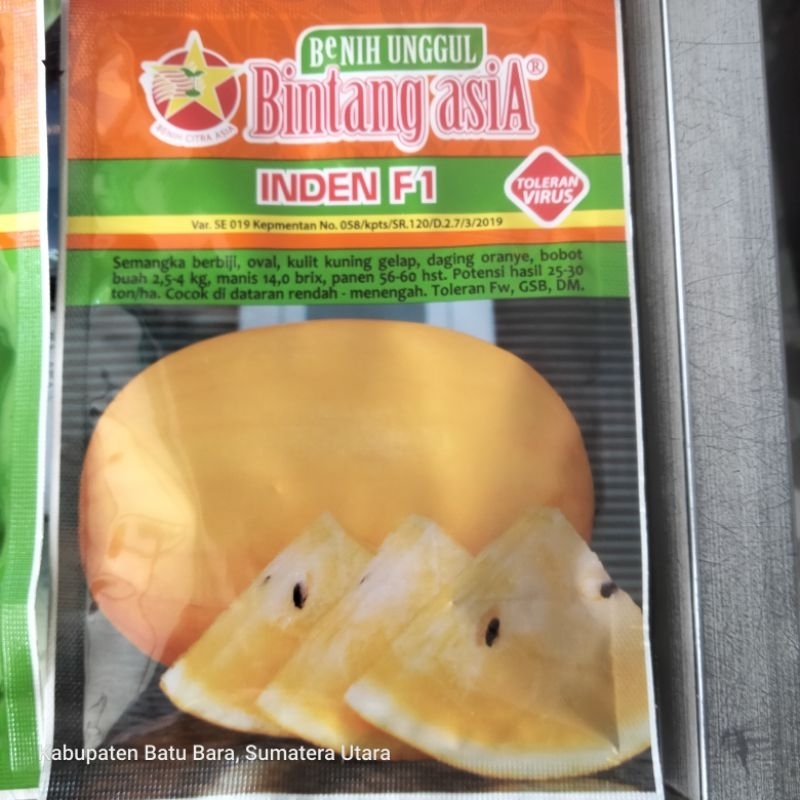 BeNIH UNGGUL
Bintang asiA®
BENIH CITRA ASIA
INDEN F1
TOLERAN
VIRUS
Var. SE 019 Kepmentan No. 058/kpts/SR.120/D.2.7/3/2019
Semangka berbiji, oval, kulit kuning gelap, daging oranye, bobot
buah 2,5-4 kg, manis 14,0 brix, panen 56-60 hst. Potensi hasil 25-30
ton/ha. Cocok di dataran rendah - menengah. Toleran Fw, GSB, DM.
Kabupaten Batu Bara, Sumatera Utara